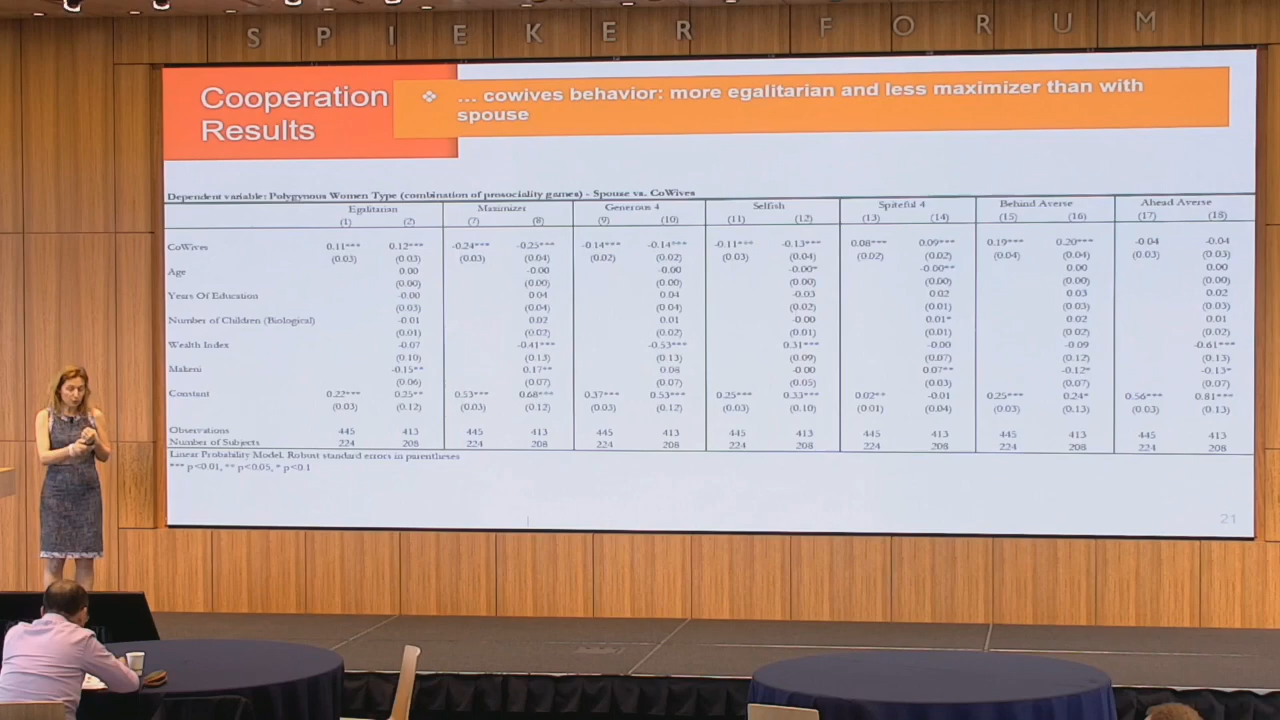 SPIEKER FORUM
Cooperation
Results
❖ ... cowives behavior: more egalitarian and less maximizer than with
spouse
Dependent variable: Polygynous Women Type (combination of prosociality games) - Spouse vs. CoWives
Egalitarian Maximizer Generous 4 Selfish Spiteful 4 Behind Averse Ahead Averse
(1) (2) (7) (8) (9) (10) (11) (12) (13) (14) (15) (16) (17) (18)
CoWives 0.11*** 0.12*** -0.24*** -0.25*** -0.14*** -0.14*** -0.11*** -0.13*** 0.08*** 0.09*** 0.19*** 0.20*** -0.04 -0.04
(0.03) (0.03) (0.03) (0.04) (0.02) (0.02) (0.03) (0.04) (0.02) (0.02) (0.04) (0.04) (0.03) (0.03)
Age 0.00 -0.00 -0.00 -0.00* -0.00** 0.00 0.00
(0.00) (0.00) (0.00) (0.00) (0.00) (0.00) (0.00)
Years Of Education -0.00 0.04 0.04 -0.03 0.02 0.03 0.02
(0.03) (0.04) (0.04) (0.02) (0.01) (0.03) (0.03)
Number of Children (Biological) -0.01 0.02 0.01 -0.00 0.01* 0.02 0.01
(0.01) (0.02) (0.02) (0.01) (0.01) (0.02) (0.02)
Wealth Index -0.07 -0.41*** -0.53*** 0.31*** -0.00 -0.09 -0.61***
(0.10) (0.13) (0.13) (0.09) (0.07) (0.12) (0.13)
Makeni -0.15** 0.17** 0.08 -0.00 0.07** -0.12* -0.13*
(0.06) (0.07) (0.07) (0.05) (0.03) (0.07) (0.07)
Constant 0.22*** 0.25** 0.53*** 0.68*** 0.37*** 0.53*** 0.25*** 0.33*** 0.02** -0.01 0.25*** 0.24* 0.56*** 0.81***
(0.03) (0.12) (0.03) (0.12) (0.03) (0.12) (0.03) (0.10) (0.01) (0.04) (0.03) (0.13) (0.03) (0.13)
Observations 445 413 445 413 445 413 445 413 445 413 445 413 445 413
Number of Subjects 224 208 224 208 224 208 224 208 224 208 224 208 224 208
Linear Probability Model. Robust standard errors in parentheses
*** p<0.01, ** p<0.05, * p<0.1
21